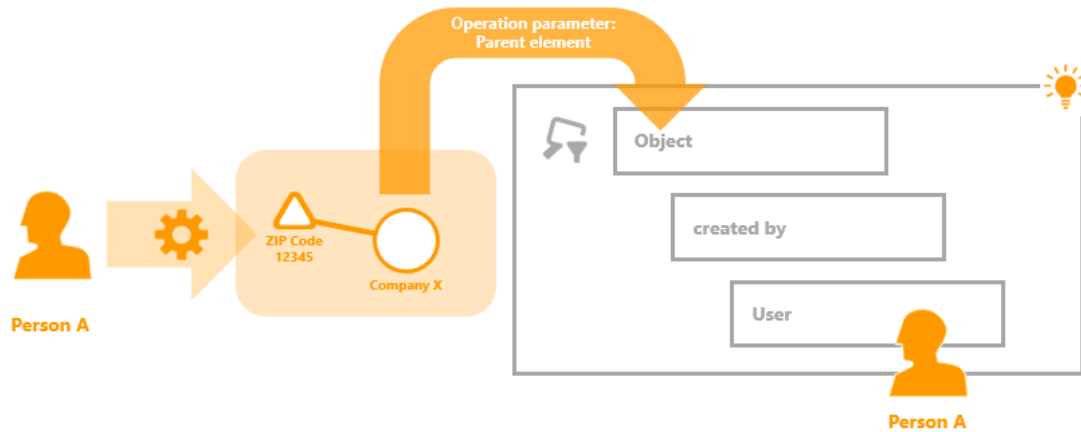 Operation parameter:
Parent element
Object
ZIP Code
12345
created by
Company X
User
Person A
Person A